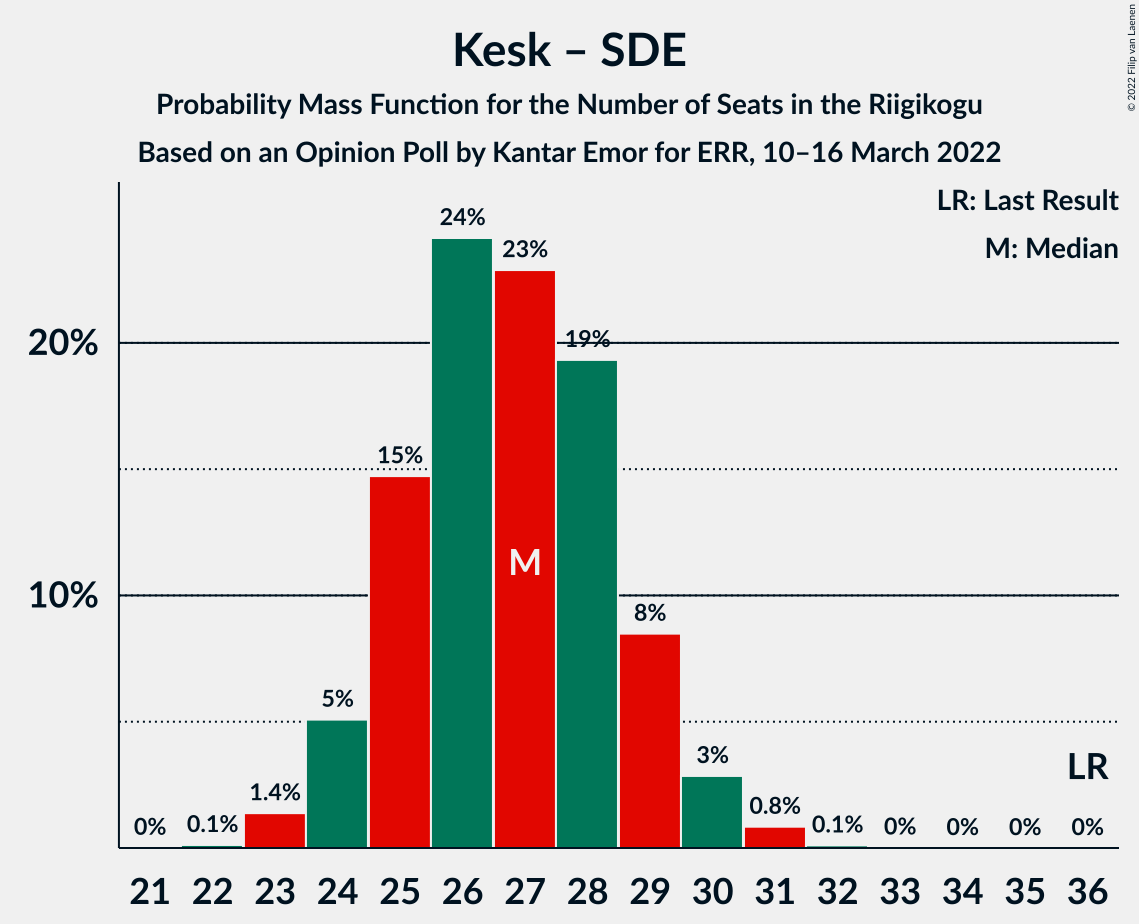 Kesk – SDE
Probability Mass Function for the Number of Seats in the Riigikogu
Based on an Opinion Poll by Kantar Emor for ERR, 10–16 March 2022
© 2022 Filip van Laenen
LR: Last Result
M: Median
20%
10%
0%
0.1%
1.4%
5%
15%
24%
23%
19%
8%
3%
0.8%
0.1%
0%
0%
0%
0%
M
LR
21 22 23 24 25 26 27 28 29 30 31 32 33 34 35 36